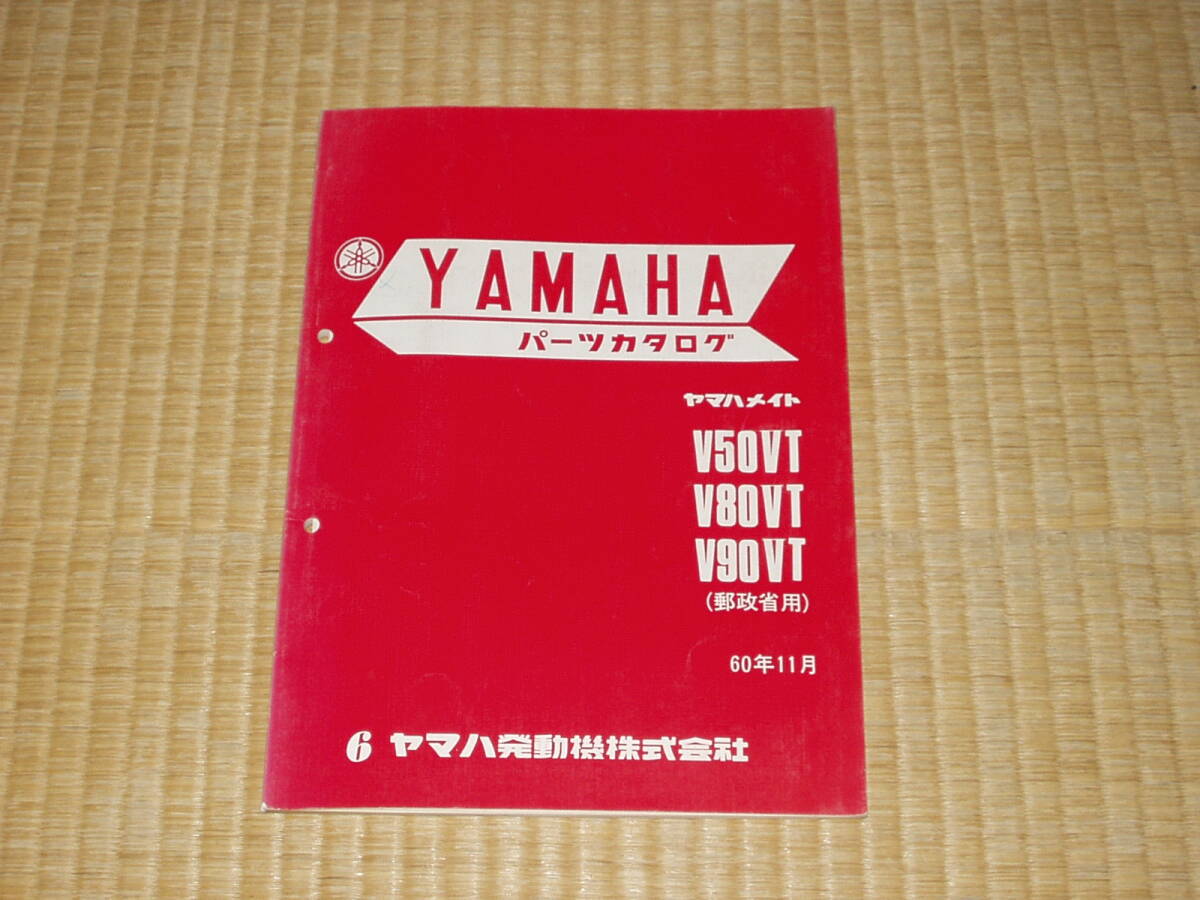 YAMAHA
パーツカタログ
ヤマハメイト
V50VT
V80VT
V90VT
(郵政省用)
60年11月
6 ヤマハ発動機株式会社